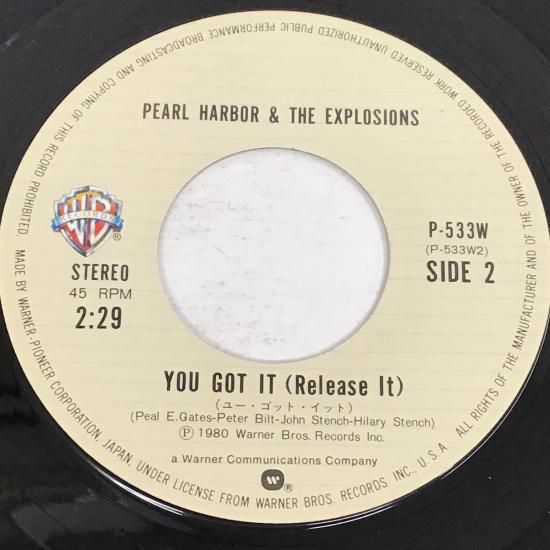 PEARL HARBOR & THE EXPLOSIONS
RECORDS
®
STEREO
45 RPM
2:29
P-533W
(P-533W2)
SIDE 2
YOU GOT IT (Release It)
(ユー・ゴット・イット)
(Peal E.Gates-Peter Bilt-John Stench-Hilary Stench)
Ⓟ 1980 Warner Bros. Records Inc.
a Warner Communications Company
®
MADE BY WARNER-PIONEER CORPORATION, JAPAN, UNDER LICENSE FROM WARNER BROS. RECORDS INC., U.S.A. ALL RIGHTS OF THE MANUFACTURER AND OF THE OWNER OF THE RECORDED WORK RESERVED UNAUTHORIZED PUBLIC PERFORMANCE BROADCASTING AND COPYING OF THIS RECORD PROHIBITED